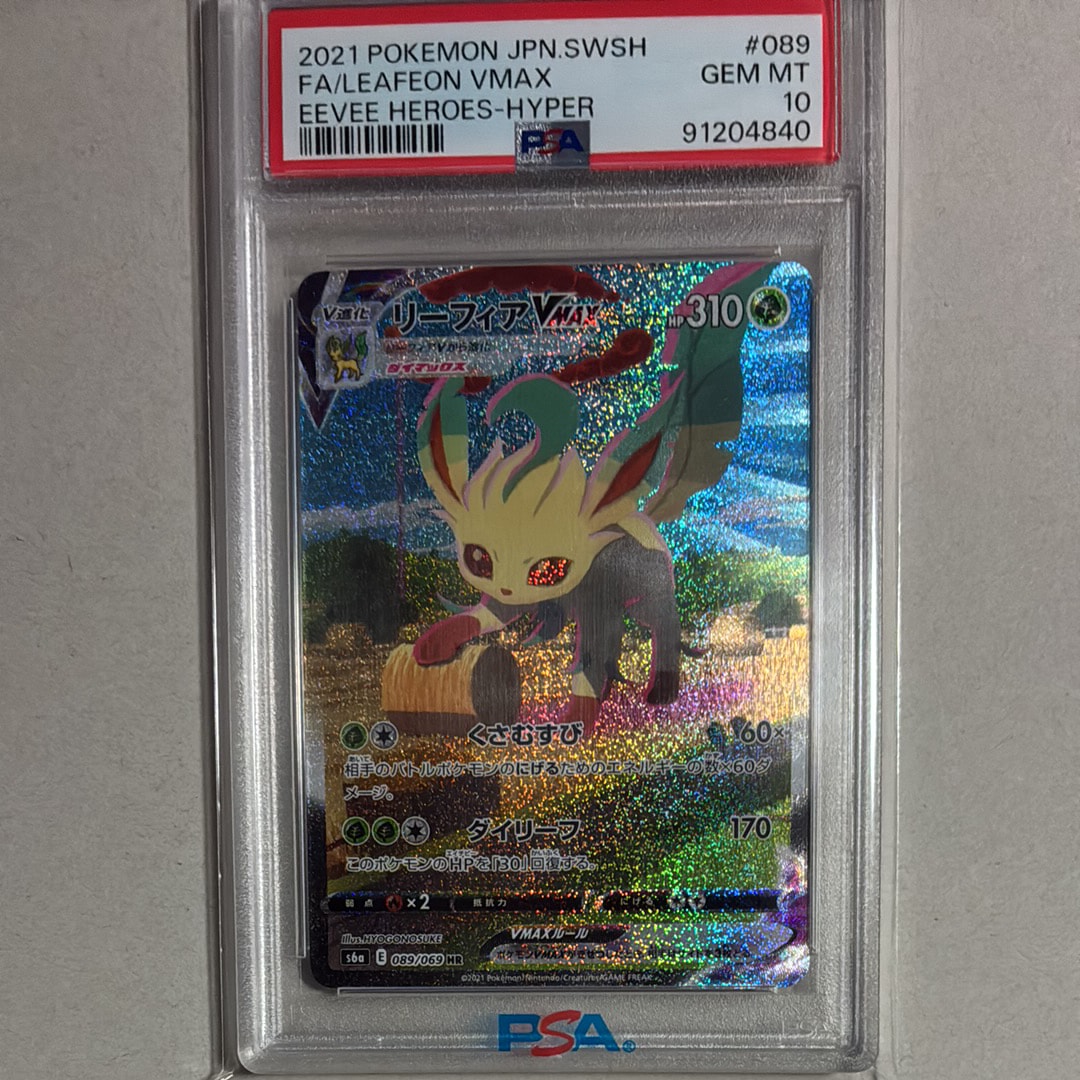 2021 POKEMON JPN.SWSH #089
FA/LEAFEON VMAX GEM MT
EEVEE HEROES-HYPER 10
PSA 91204840
V進化 リーフィア VMAX HP 310
ダイマックス
くさむすび 60×
相手のバトルポケモンのにげるためのエネルギーの数×60ダ
メージ。
ダイリーフ 170
このポケモンのHPを「30」回復する。
弱点 ×2 抵抗力 にげる
Illus.HYOGONOSUKE VMAXルール
s6a E 089/069 HR
©2021 Pokémon/Nintendo/Creatures/GAME FREAK
PSA